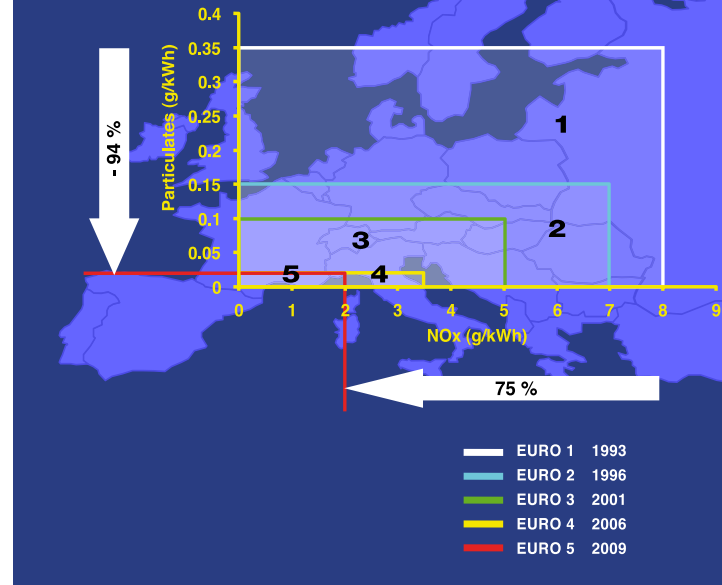 0.4
0.35
0.3
0.25
0.2
0.15
0.1
0.05
0
Particulates (g/kWh)
- 94 %
1
2
3
4
5
0 1 2 3 4 5 6 7 8 9
NOx (g/kWh)
75 %
EURO 1 1993
EURO 2 1996
EURO 3 2001
EURO 4 2006
EURO 5 2009